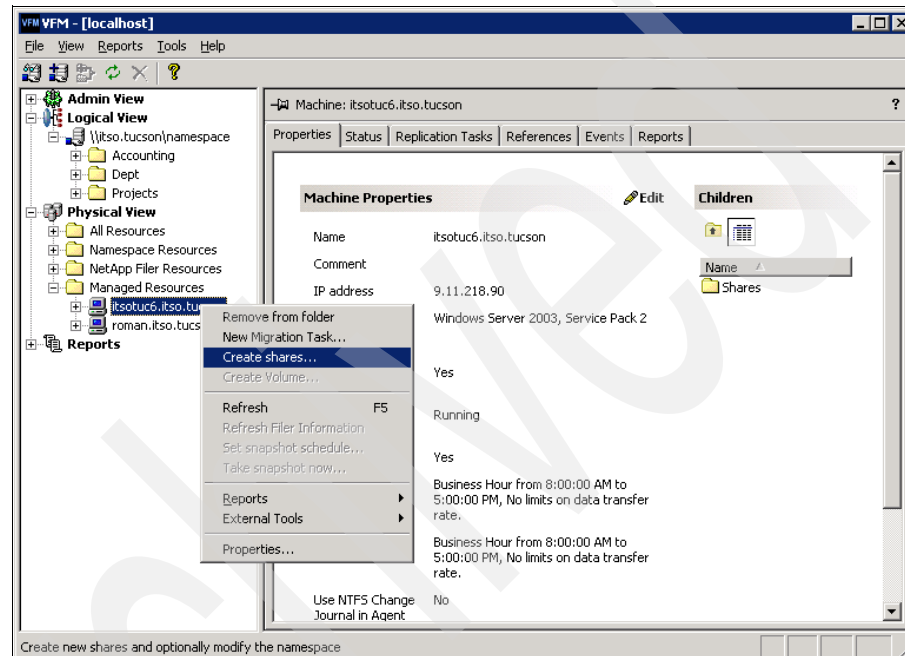 VFM VFM - [localhost]
File View Reports Tools Help
Admin View
Logical View
\\itso.tucson\namespace
Accounting
Dept
Projects
Physical View
All Resources
Namespace Resources
NetApp Filer Resources
Managed Resources
itsotuc6.itso.tuc
roman.itso.tucs
Reports
Remove from folder
New Migration Task...
Create shares...
Create Volume...
Refresh F5
Refresh Filer Information
Set snapshot schedule...
Take snapshot now...
Reports
External Tools
Properties...
Machine: itsotuc6.itso.tucson ?
Properties Status Replication Tasks References Events Reports
Machine Properties Edit Children
Name itsotuc6.itso.tucson
Comment
Name
IP address 9.11.218.90
Shares
Windows Server 2003, Service Pack 2
Yes
Running
Yes
Business Hour from 8:00:00 AM to
5:00:00 PM, No limits on data transfer
rate.
Business Hour from 8:00:00 AM to
5:00:00 PM, No limits on data transfer
rate.
Use NTFS Change No
Journal in Agent
Create new shares and optionally modify the namespace